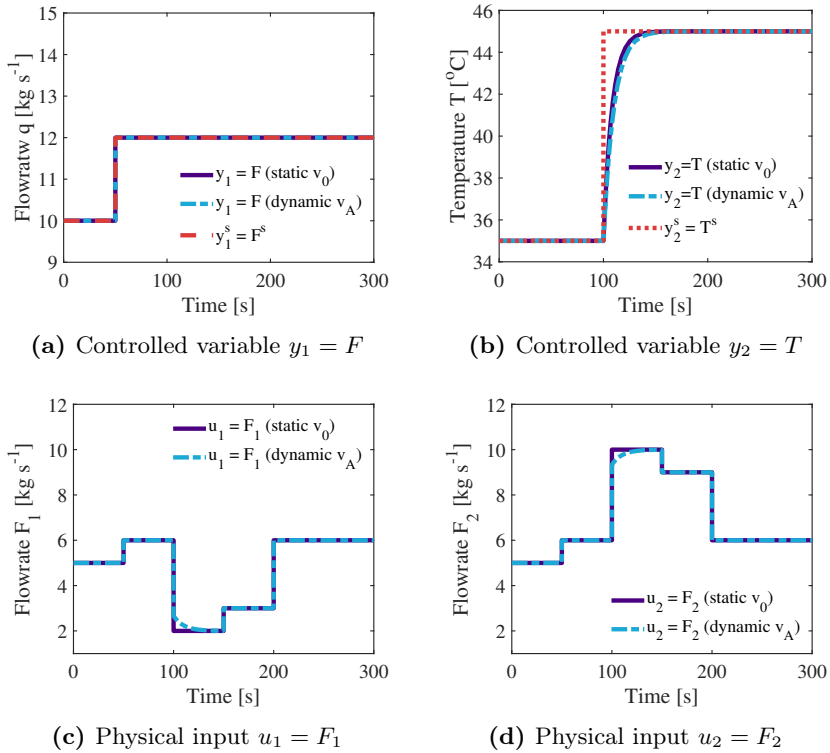 15
14
13
12
11
10
9
Flowratw q [kg s⁻¹]
y₁ = F (static v₀)
y₁ = F (dynamic v_A)
y₁ˢ = Fˢ
0 100 200 300
Time [s]
(a) Controlled variable y₁ = F
46
44
42
40
38
36
34
Temperature T [°C]
y₂=T (static v₀)
y₂=T (dynamic v_A)
y₂ˢ = Tˢ
0 100 200 300
Time [s]
(b) Controlled variable y₂ = T
12
10
8
6
4
2
Flowrate F₁ [kg s⁻¹]
u₁ = F₁ (static v₀)
u₁ = F₁ (dynamic v_A)
0 100 200 300
Time [s]
(c) Physical input u₁ = F₁
12
10
8
6
4
2
Flowrate F₂ [kg s⁻¹]
u₂ = F₂ (static v₀)
u₂ = F₂ (dynamic v_A)
0 100 200 300
Time [s]
(d) Physical input u₂ = F₂